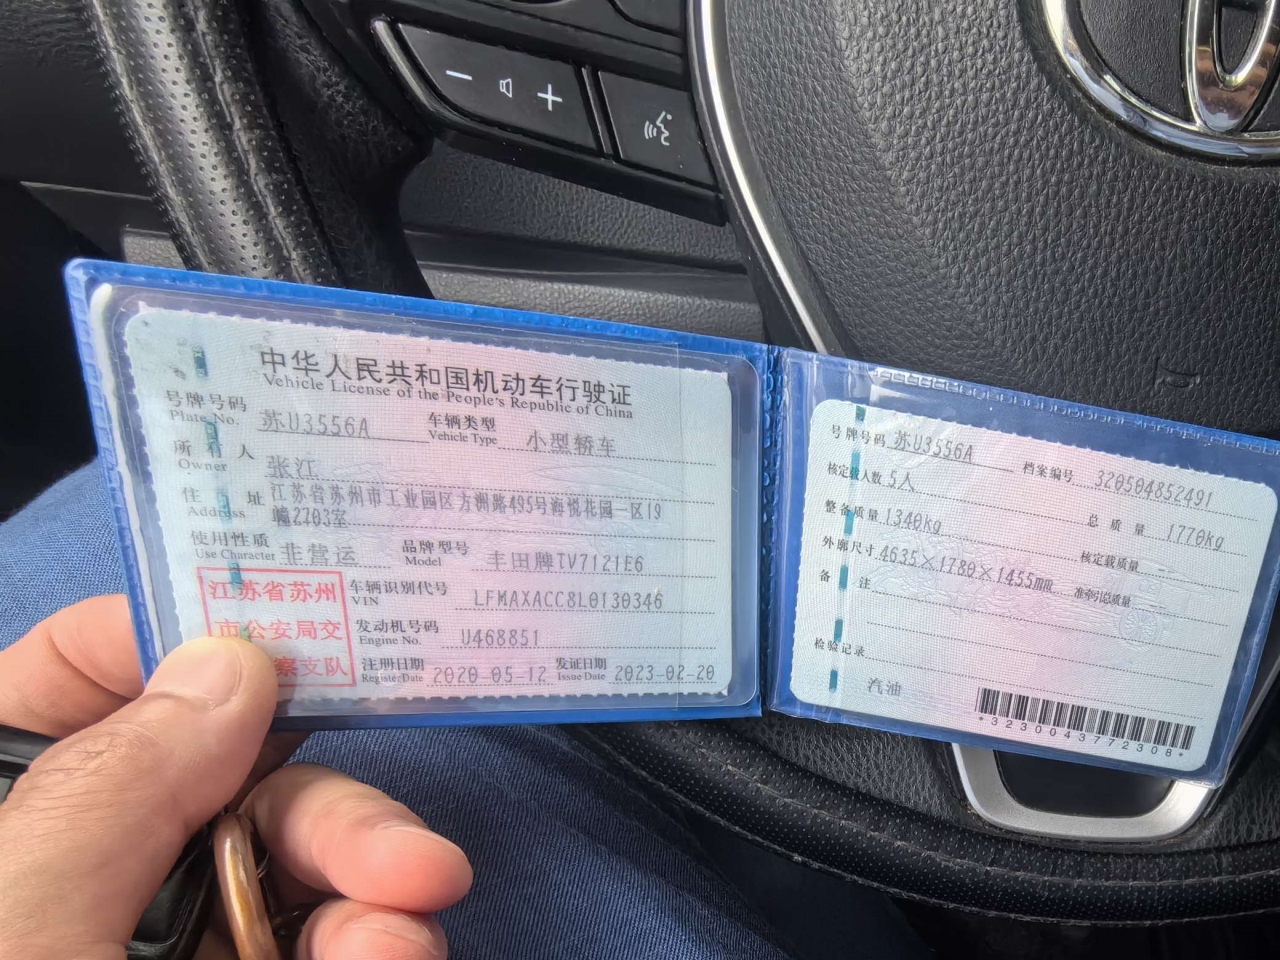 中华人民共和国机动车行驶证
Vehicle License of the People's Republic of China
号牌号码 苏U3556A 车辆类型 小型轿车
Plate No. Vehicle Type
所有人 张江
Owner
住址 江苏省苏州市工业园区方洲路495号海悦花园一区19
Address 幢2703室
使用性质 非营运 品牌型号 丰田牌TV7121E6
Use Character Model
江苏省苏州
市公安局交
察支队
车辆识别代号 LFMAXACC8L0130346
VIN
发动机号码 U468851
Engine No.
注册日期 2020-05-12 发证日期 2023-02-20
Register Date Issue Date
号牌号码 苏U3556A 档案编号 320504852491
核定载人数 5人 总质量 1770kg
整备质量 1340kg 核定载质量
外廓尺寸 4635×1780×1455mm 准牵引总质量
备注
检验记录
汽油
*3230043772308*